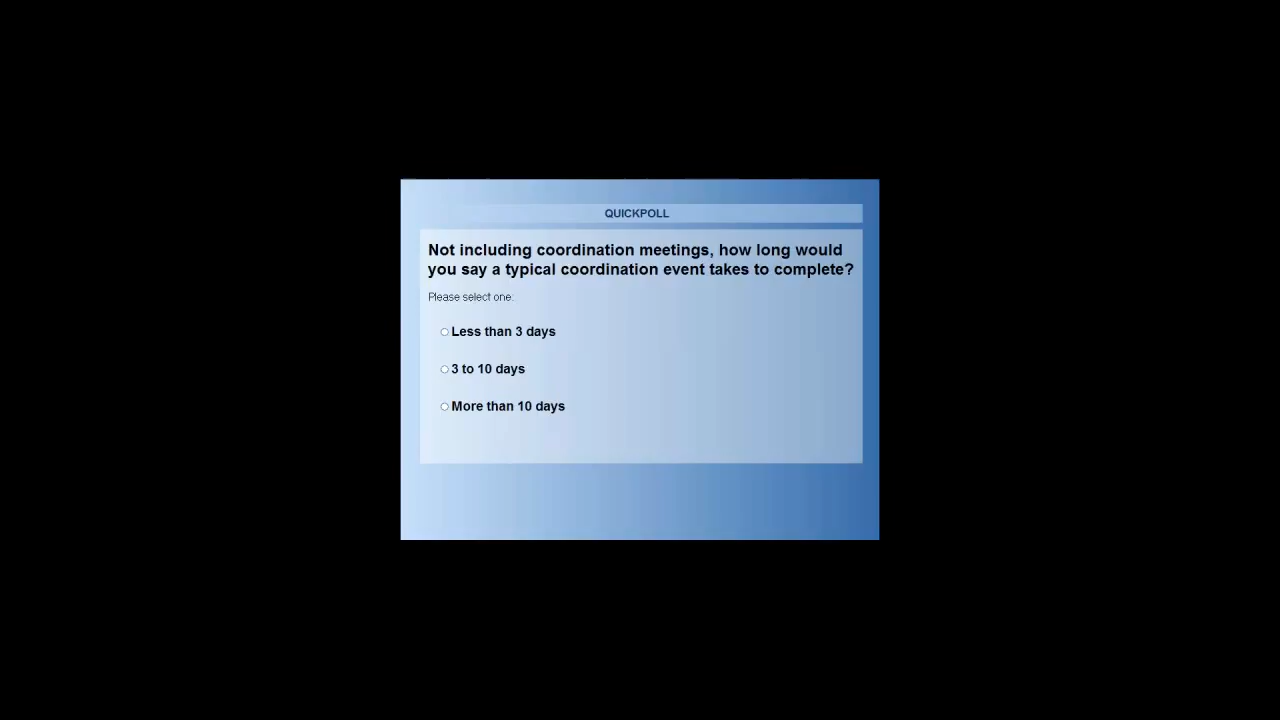 QUICKPOLL
Not including coordination meetings, how long would
you say a typical coordination event takes to complete?
Please select one:
Less than 3 days
3 to 10 days
More than 10 days